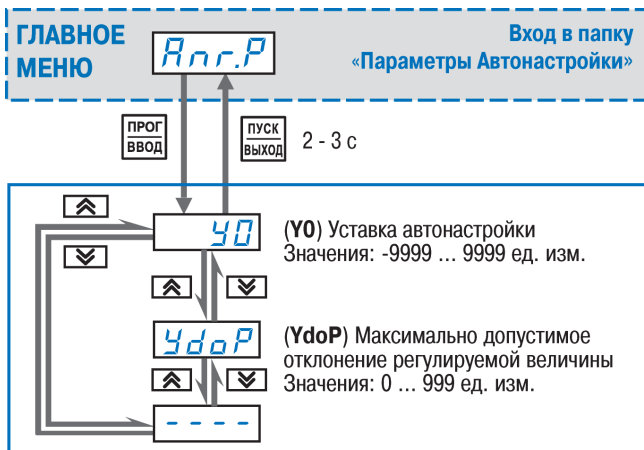 ГЛАВНОЕ
МЕНЮ
Anr.P
Вход в папку
«Параметры Автонастройки»
ПРОГ
ВВОД
ПУСК
ВЫХОД
2 - 3 с
Y0
(Y0) Уставка автонастройки
Значения: -9999 ... 9999 ед. изм.
YdoP
(YdoP) Максимально допустимое
отклонение регулируемой величины
Значения: 0 ... 999 ед. изм.
- - - -